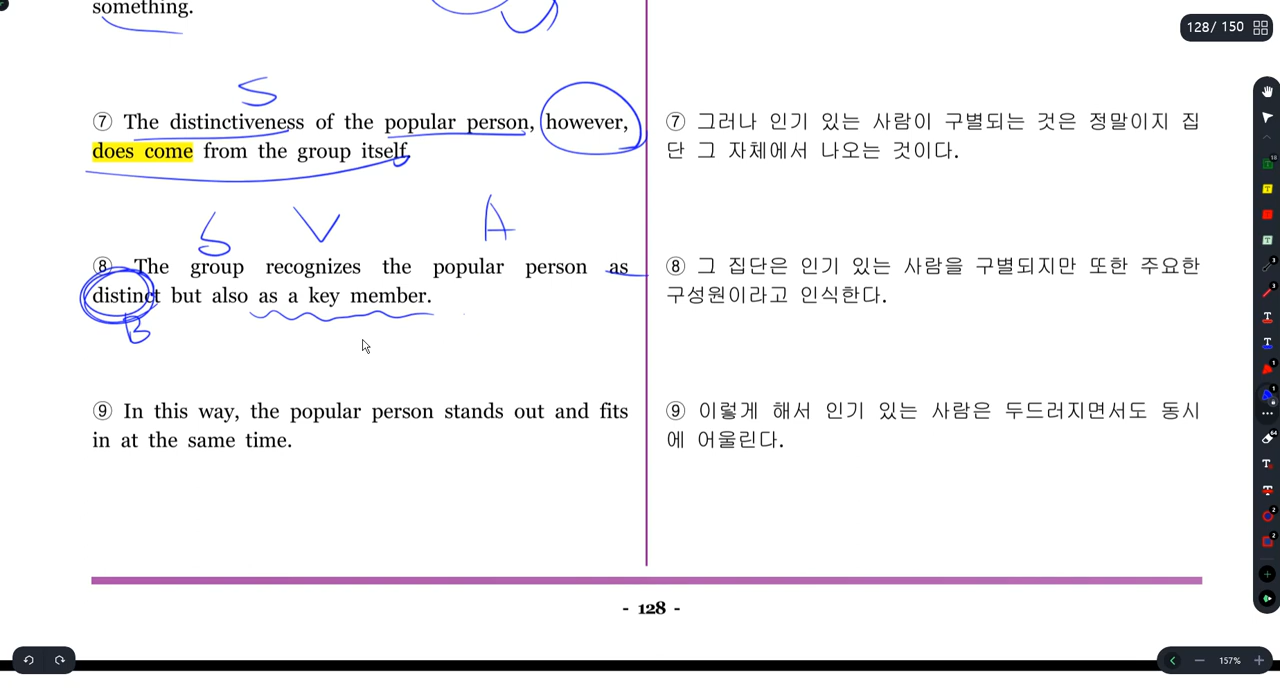 something.
128/ 150
S
⑦ The distinctiveness of the popular person, however,
does come from the group itself.
⑦ 그러나 인기 있는 사람이 구별되는 것은 정말이지 집
단 그 자체에서 나오는 것이다.
S V A
⑧ The group recognizes the popular person as
distinct but also as a key member.
B
⑧ 그 집단은 인기 있는 사람을 구별되지만 또한 주요한
구성원이라고 인식한다.
⑨ In this way, the popular person stands out and fits
in at the same time.
⑨ 이렇게 해서 인기 있는 사람은 두드러지면서도 동시
에 어울린다.
- 128 -
157%